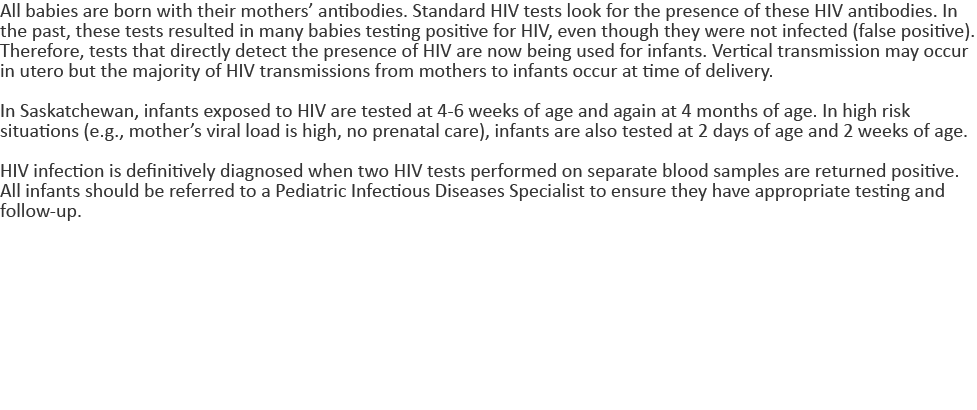 All babies are born with their mothers’ antibodies. Standard HIV tests look for the presence of these HIV antibodies. In
the past, these tests resulted in many babies testing positive for HIV, even though they were not infected (false positive).
Therefore, tests that directly detect the presence of HIV are now being used for infants. Vertical transmission may occur
in utero but the majority of HIV transmissions from mothers to infants occur at time of delivery.
In Saskatchewan, infants exposed to HIV are tested at 4-6 weeks of age and again at 4 months of age. In high risk
situations (e.g., mother’s viral load is high, no prenatal care), infants are also tested at 2 days of age and 2 weeks of age.
HIV infection is definitively diagnosed when two HIV tests performed on separate blood samples are returned positive.
All infants should be referred to a Pediatric Infectious Diseases Specialist to ensure they have appropriate testing and
follow-up.